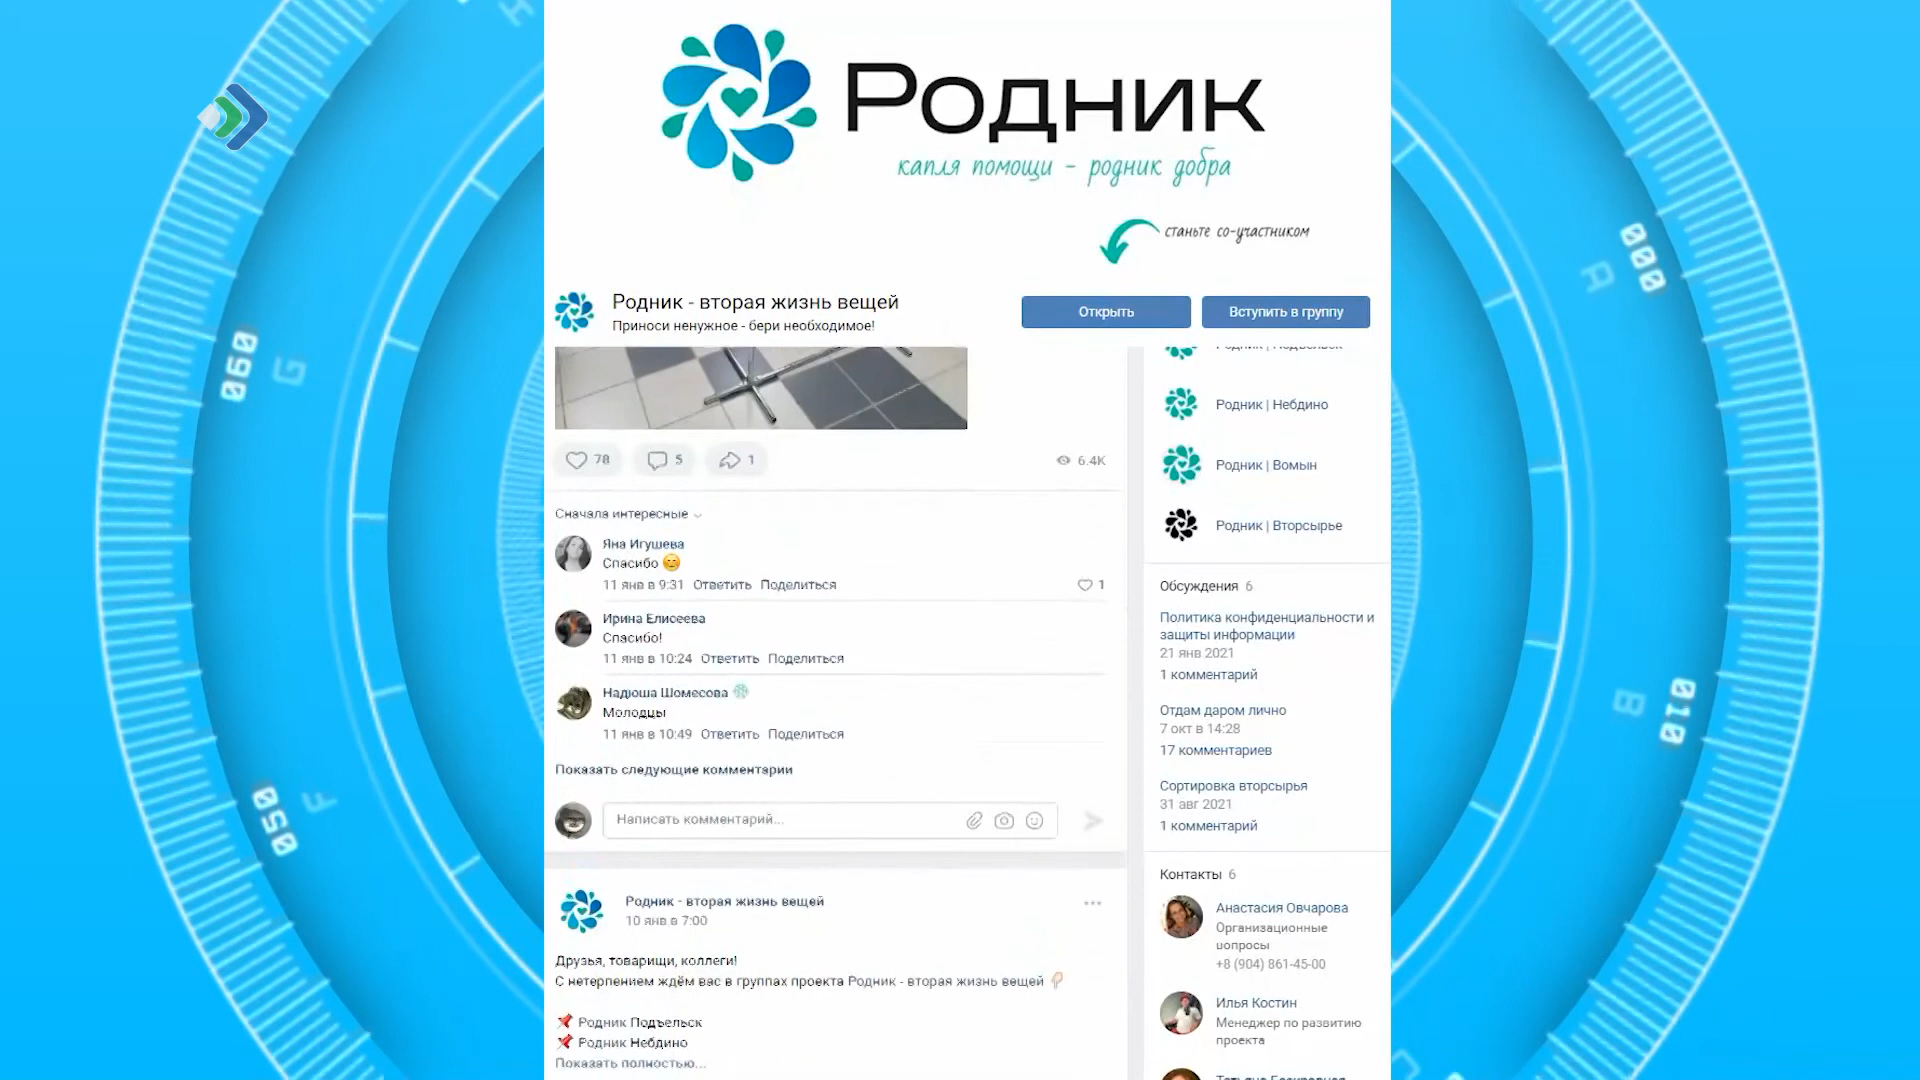 Родник
капля помощи - родник добра
станьте со-участником
Родник - вторая жизнь вещей
Приноси ненужное - бери необходимое!
Открыть
Вступить в группу
78
5
1
6.4K
Сначала интересные
Яна Игушева
Спасибо 😊
11 янв в 9:31 Ответить Поделиться
1
Ирина Елисеева
Спасибо!
11 янв в 10:24 Ответить Поделиться
Надюша Шомесова
Молодцы
11 янв в 10:49 Ответить Поделиться
Показать следующие комментарии
Написать комментарий...
Родник - вторая жизнь вещей
10 янв в 7:00
Друзья, товарищи, коллеги!
С нетерпением ждём вас в группах проекта Родник - вторая жизнь вещей
📌 Родник Подъельск
📌 Родник Небдино
Показать полностью...
Родник | Подъельск
Родник | Небдино
Родник | Вомын
Родник | Вторсырье
Обсуждения 6
Политика конфиденциальности и
защиты информации
21 янв 2021
1 комментарий
Отдам даром лично
7 окт в 14:28
17 комментариев
Сортировка вторсырья
31 авг 2021
1 комментарий
Контакты 6
Анастасия Овчарова
Организационные
вопросы
+8 (904) 861-45-00
Илья Костин
Менеджер по развитию
проекта
060
G
050
F
000
A
010
B
H